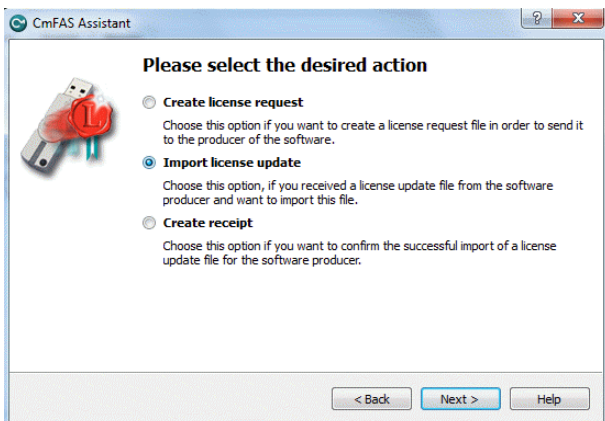 CmFAS Assistant
Please select the desired action
Create license request
Choose this option if you want to create a license request file in order to send it
to the producer of the software.
Import license update
Choose this option, if you received a license update file from the software
producer and want to import this file.
Create receipt
Choose this option if you want to confirm the successful import of a license
update file for the software producer.
< Back Next > Help